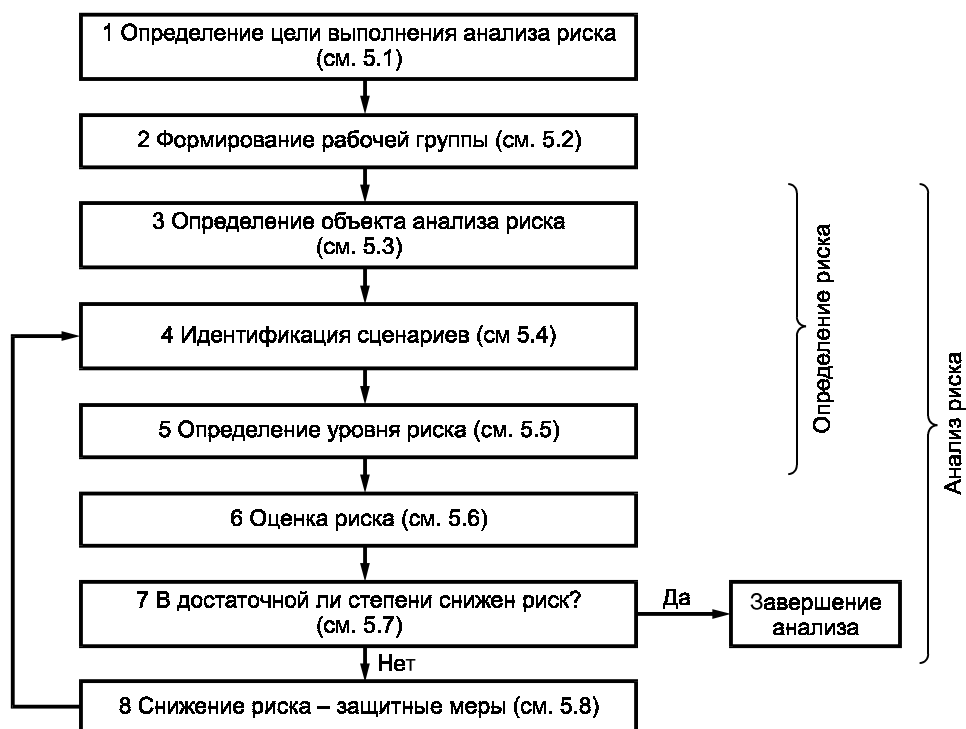 1 Определение цели выполнения анализа риска
(см. 5.1)
2 Формирование рабочей группы (см. 5.2)
3 Определение объекта анализа риска
(см. 5.3)
4 Идентификация сценариев (см 5.4)
5 Определение уровня риска (см. 5.5)
6 Оценка риска (см. 5.6)
7 В достаточной ли степени снижен риск?
(см. 5.7)
Да
Завершение
анализа
Нет
8 Снижение риска – защитные меры (см. 5.8)
Определение риска
Анализ риска